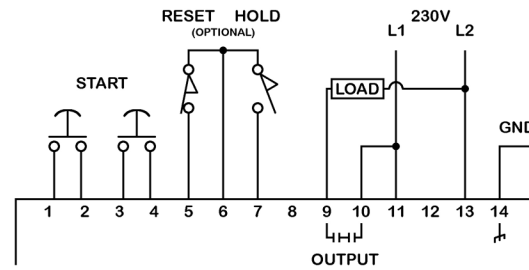 RESET HOLD 230V
(OPTIONAL) L1 L2
START LOAD
GND
1 2 3 4 5 6 7 8 9 10 11 12 13 14
OUTPUT